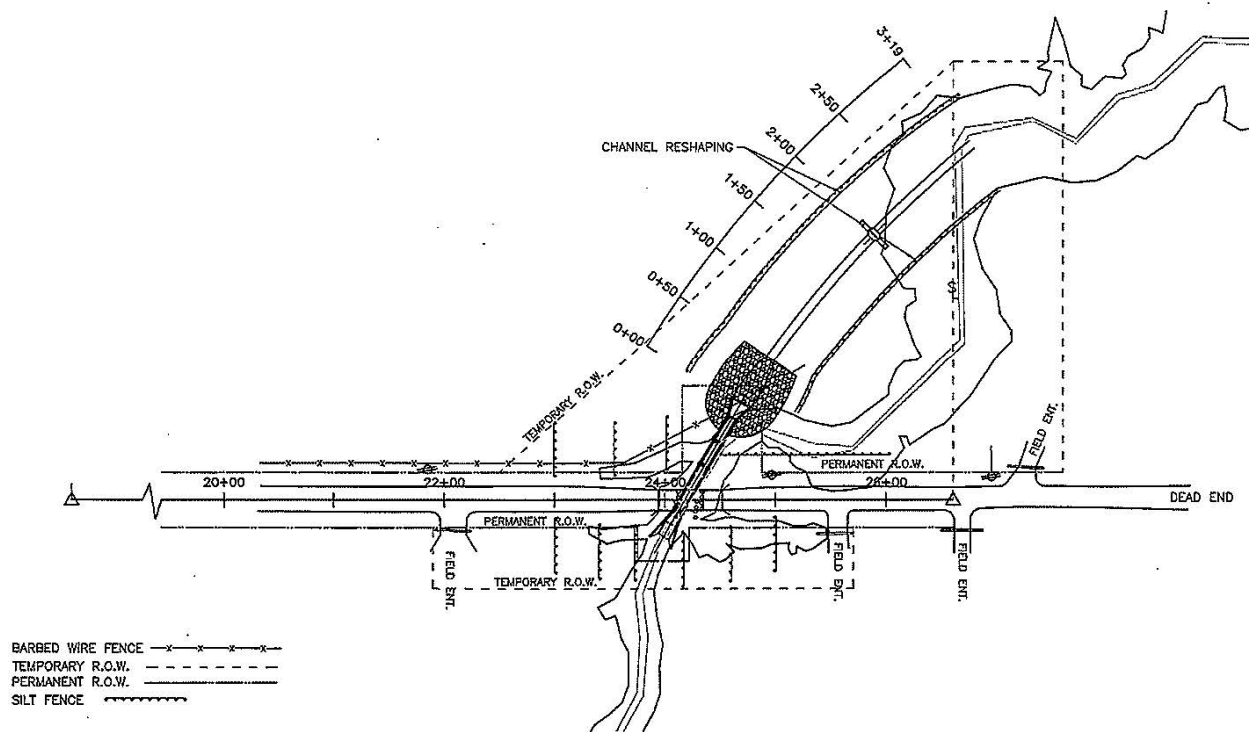 3+19
2+50
2+00
CHANNEL RESHAPING
1+50
1+00
0+50
0+00
TEMPORARY R.O.W.
FIELD ENT.
PERMANENT R.O.W.
20+00
22+00
24+00
26+00
DEAD END
PERMANENT R.O.W.
FIELD ENT.
TEMPORARY R.O.W.
FIELD ENT.
FIELD ENT.
BARBED WIRE FENCE
TEMPORARY R.O.W.
PERMANENT R.O.W.
SILT FENCE